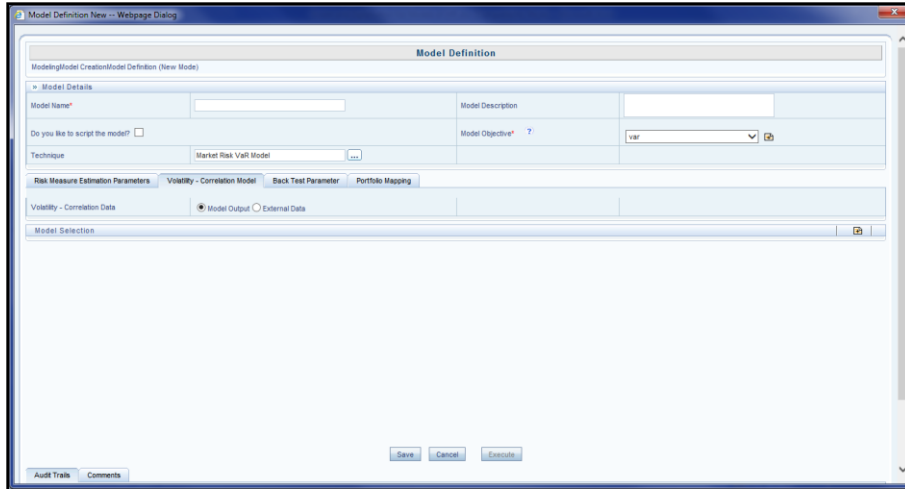 Model Definition New -- Webpage Dialog
Model Definition
ModelingModel CreationModel Definition (New Mode)
» Model Details
Model Name* Model Description
Do you like to script the model? Model Objective* ? var
Technique Market Risk VaR Model ...
Risk Measure Estimation Parameters Volatility - Correlation Model Back Test Parameter Portfolio Mapping
Volatility - Correlation Data Model Output External Data
Model Selection
Save Cancel Execute
Audit Trails Comments